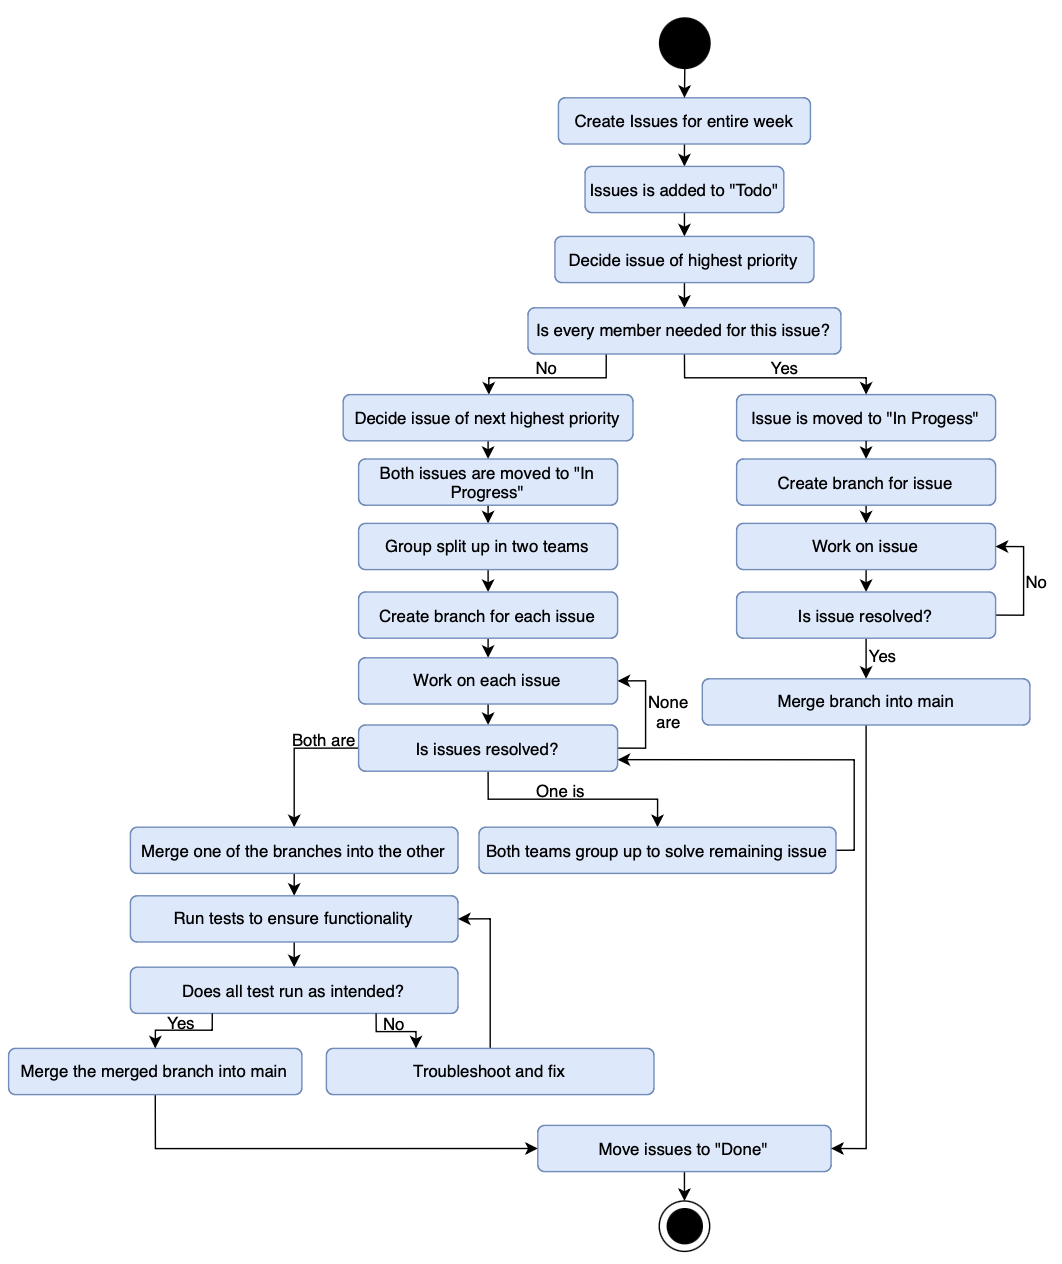 Create Issues for entire week
Issues is added to "Todo"
Decide issue of highest priority
Is every member needed for this issue?
No
Yes
Decide issue of next highest priority
Issue is moved to "In Progess"
Both issues are moved to "In
Progress"
Create branch for issue
Group split up in two teams
Work on issue
No
Create branch for each issue
Is issue resolved?
Yes
Work on each issue
None
are
Merge branch into main
Both are
Is issues resolved?
One is
Merge one of the branches into the other
Both teams group up to solve remaining issue
Run tests to ensure functionality
Does all test run as intended?
Yes
No
Merge the merged branch into main
Troubleshoot and fix
Move issues to "Done"